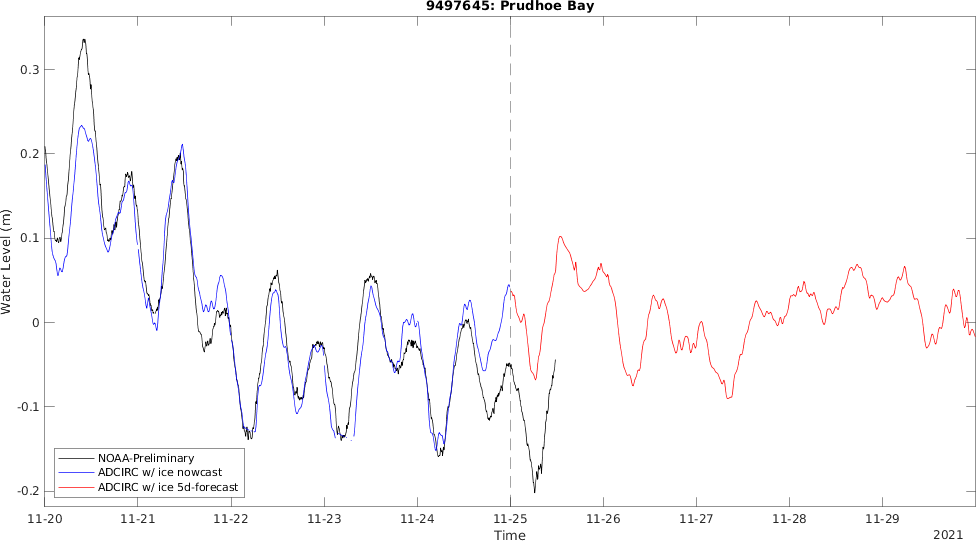 9497645: Prudhoe Bay
Water Level (m)
0.3
0.2
0.1
0
-0.1
-0.2
NOAA-Preliminary
ADCIRC w/ ice nowcast
ADCIRC w/ ice 5d-forecast
11-20 11-21 11-22 11-23 11-24 11-25 11-26 11-27 11-28 11-29
Time
2021